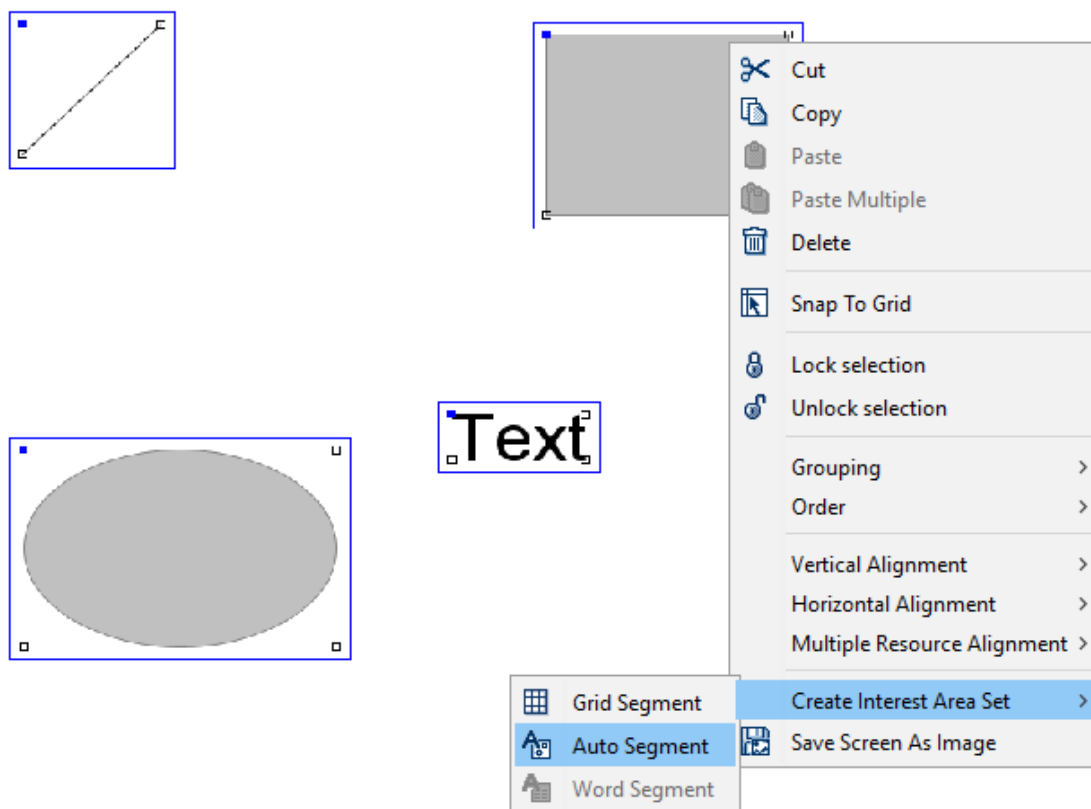 Cut
Copy
Paste
Paste Multiple
Delete
Snap To Grid
Lock selection
Unlock selection
Text
Grouping
Order
Vertical Alignment
Horizontal Alignment
Multiple Resource Alignment
Create Interest Area Set
Save Screen As Image
Grid Segment
Auto Segment
Word Segment